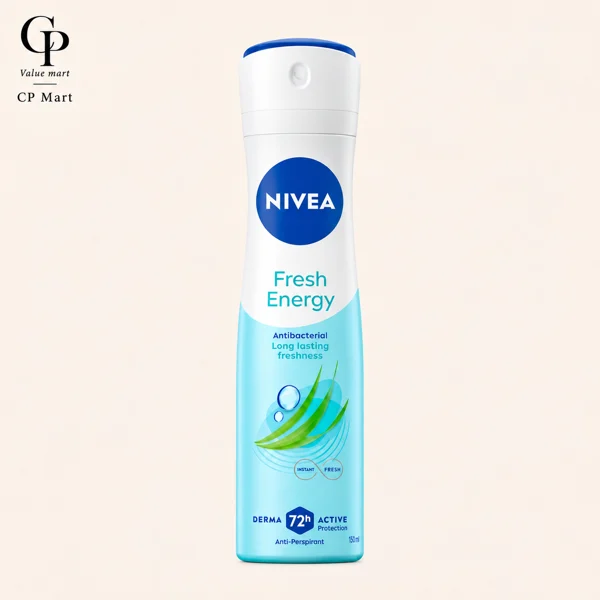 CP
Value mart
CP Mart
NIVEA
Fresh
Energy
Antibacterial
Long lasting
freshness
INSTANT FRESH
DERMA 72h ACTIVE
Protection
Anti-Perspirant
150 ml